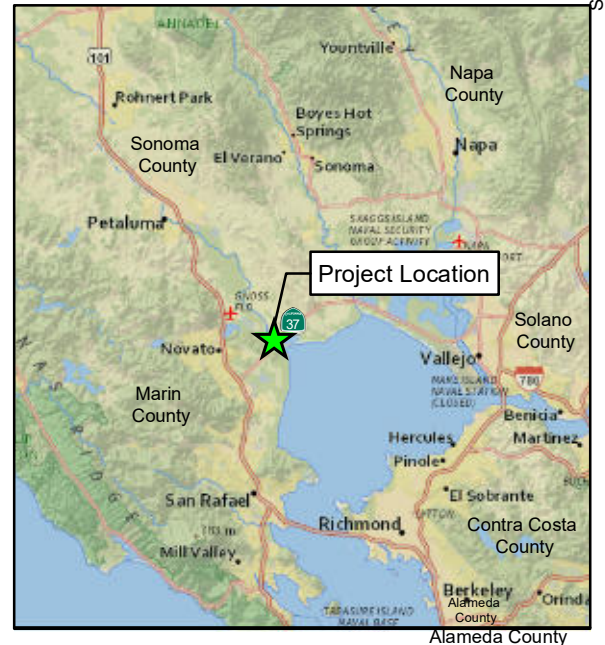 ANNADEL
101
Yountville
Napa
County
Rohnert Park
Boyes Hot
Springs
Sonoma
County
El Verano
Sonoma
Napa
Petaluma
SKAGGS ISLAND
NAVAL SECURITY
GROUP ACTIVITY
NAPA
Project Location
GNOSS
FLD
37
Solano
County
Novato
Vallejo
MARE ISLAND
NAVAL STATION
(CLOSED)
780
Marin
County
Benicia
Hercules
Martinez
Pinole
San Rafael
El Sobrante
Richmond
Contra Costa
County
Mill Valley
Berkeley
Alameda
County
Orinda
TREASURE ISLAND
NAVAL BASE
Alameda County